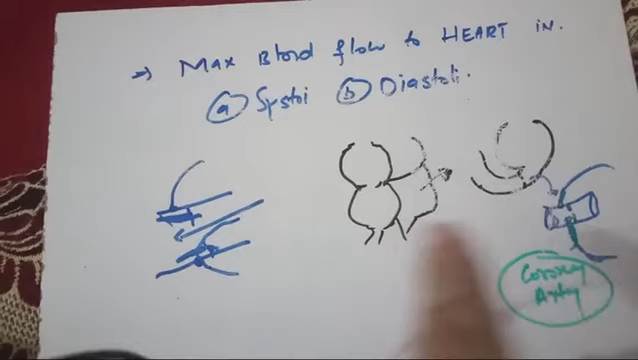 ⇒ Max Blood flow to HEART in.
(a) Systoli (b) Diastoli.
Coronary
Artery